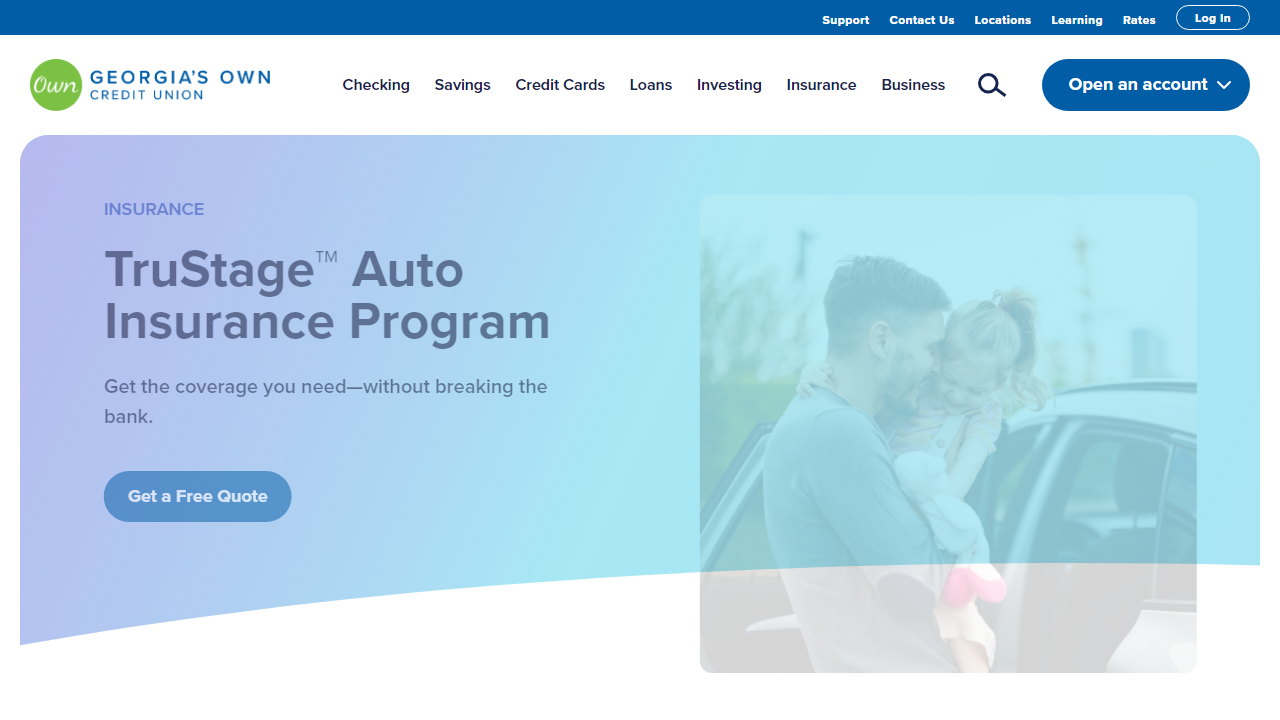 Support Contact Us Locations Learning Rates Log In
Own GEORGIA'S OWN
CREDIT UNION
Checking Savings Credit Cards Loans Investing Insurance Business Open an account
INSURANCE
TruStage™ Auto
Insurance Program
Get the coverage you need—without breaking the
bank.
Get a Free Quote